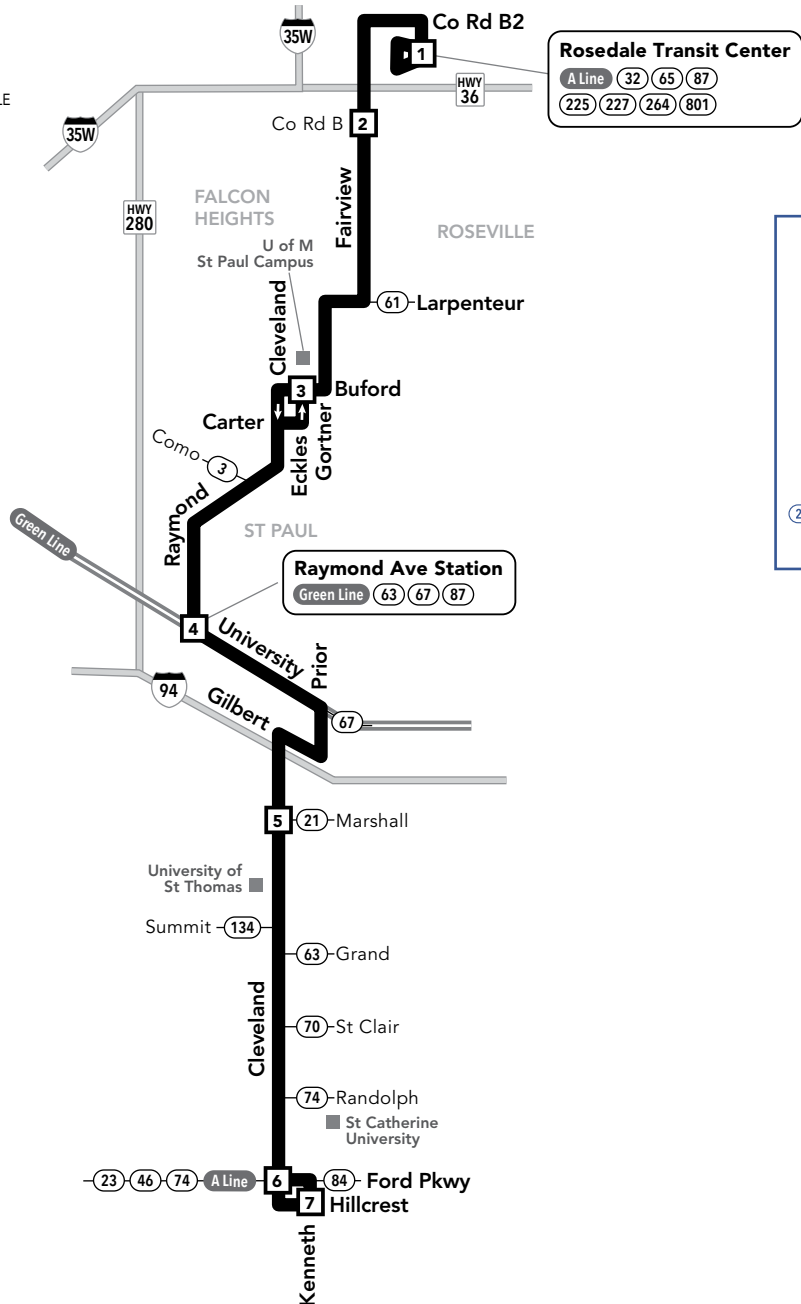 35W
Co Rd B2
1
Rosedale Transit Center
A Line 32 65 87
225 227 264 801
LE
35W
HWY
36
Co Rd B 2
HWY
280
FALCON
HEIGHTS
Fairview
ROSEVILLE
U of M
St Paul Campus
Cleveland
61 Larpenteur
3 Buford
Carter
Eckles
Gortner
Como 3
Raymond
Green Line
ST PAUL
2
Raymond Ave Station
Green Line 63 67 87
4
University
Prior
94
Gilbert
67
5 21 Marshall
University of
St Thomas
Summit 134
63 Grand
Cleveland
70 St Clair
74 Randolph
St Catherine
University
23 46 74 A Line 6 84 Ford Pkwy
7 Hillcrest
Kenneth